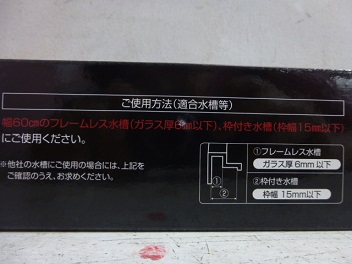 ご使用方法（適合水槽等）
幅60㎝のフレームレス水槽（ガラス厚6㎜以下）、枠付き水槽（枠幅15㎜以下）
にご使用ください。
※他社の水槽にご使用の場合には、上記を
ご確認のうえ、お求めください。
①フレームレス水槽
ガラス厚 6mm 以下
②枠付き水槽
枠幅 15mm以下
①
②